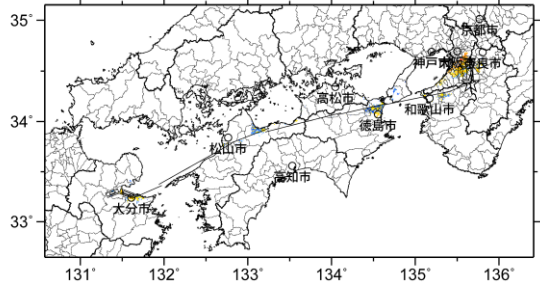 35°
34°
33°
京都市
神戸市
大阪市
奈良市
高松市
和歌山市
徳島市
松山市
高知市
大分市
131°
132°
133°
134°
135°
136°